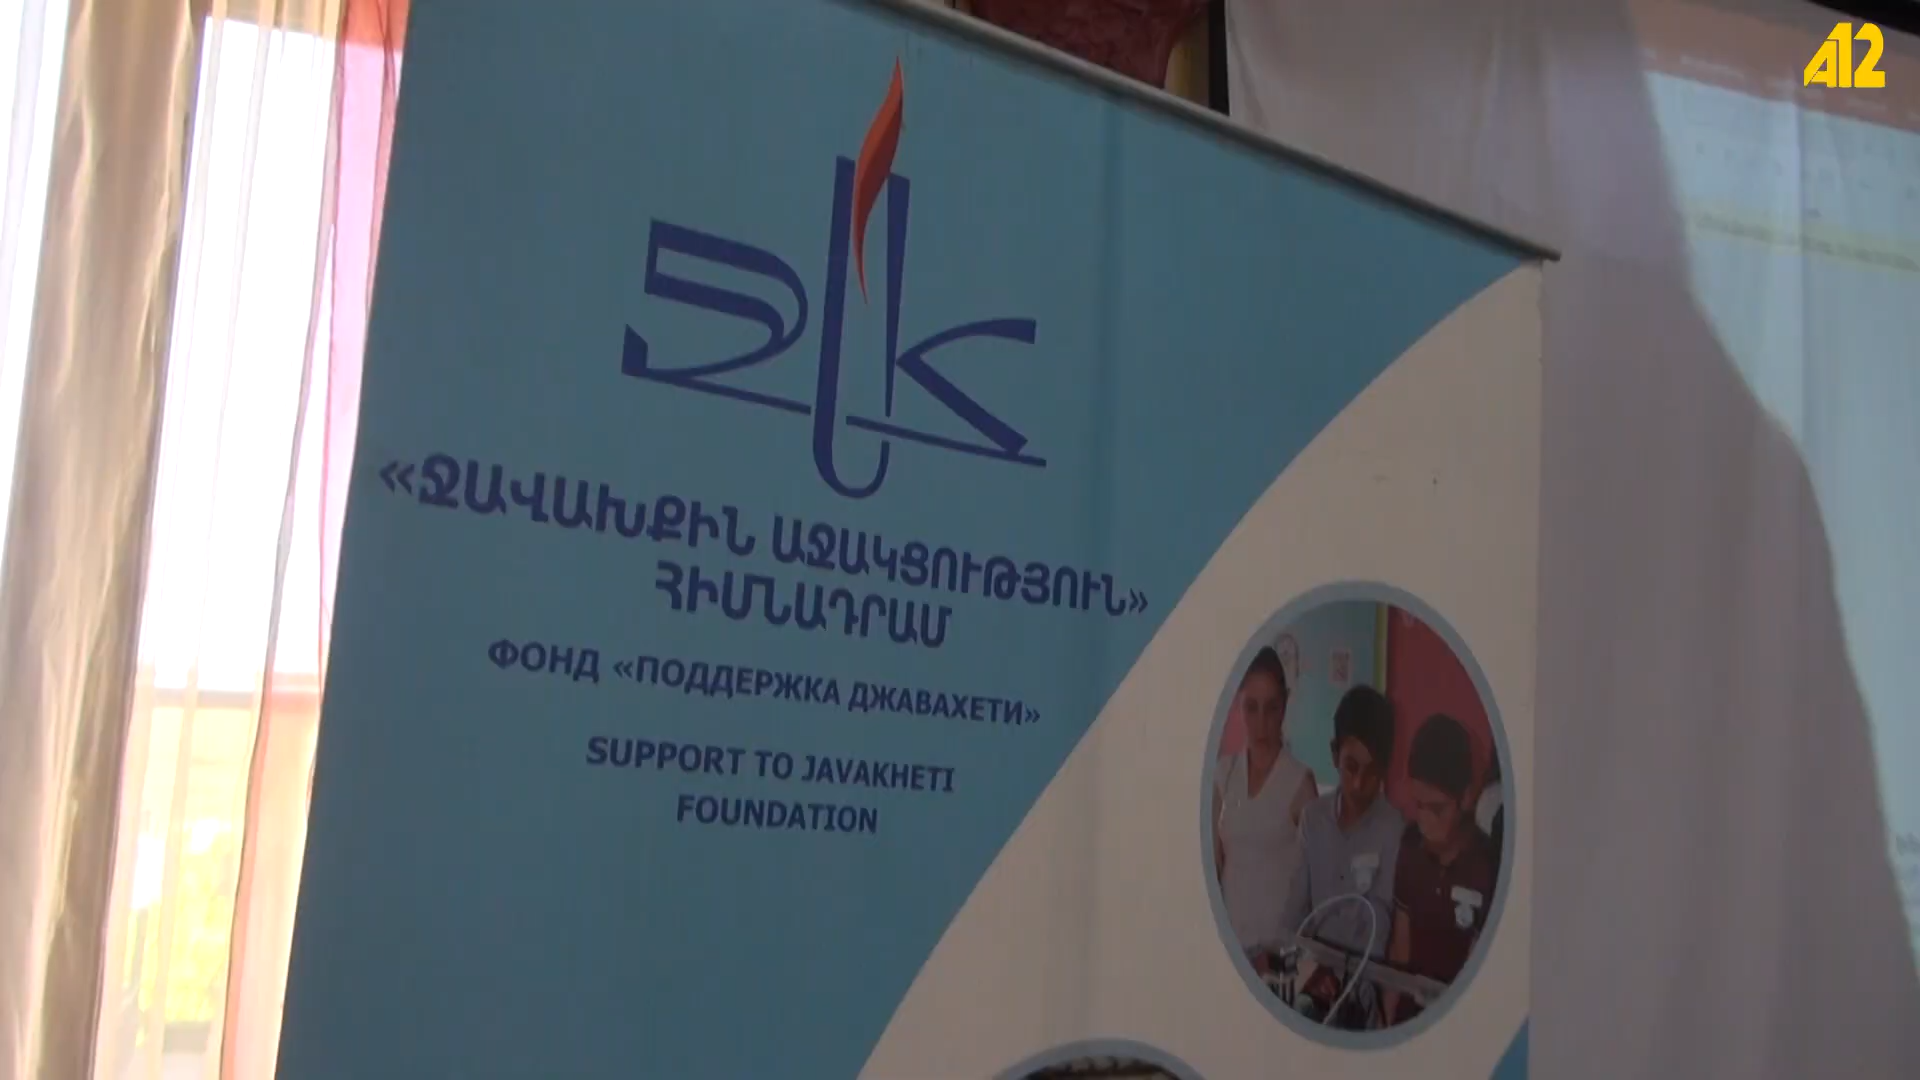 A12
«ՋԱՎԱԽՔԻՆ ԱՋԱԿՑՈՒԹՅՈՒՆ»
ՀԻՄՆԱԴՐԱՄ
ФОНД «ПОДДЕРЖКА ДЖАВАХЕТИ»
SUPPORT TO JAVAKHETI
FOUNDATION